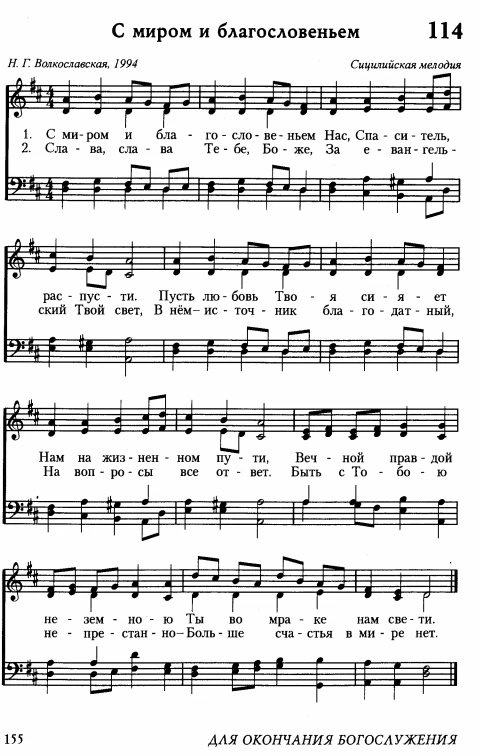 С миром и благословеньем 114
Н. Г. Волкославская, 1994 Сицилийская мелодия
1. С ми - ром и бла - го - сло - ве - ньем Нас, Спа - си - тель,
2. Сла - ва, сла - ва Те - бе, Бо - же, За е - ван - гель -
рас - пус - ти. Пусть лю - бовь Тво - я си - я - ет
ский Твой свет, В нём – ис - точ - ник бла - го - дат - ный,
Нам на жиз - нен - ном пу - ти, Веч - ной прав - дой
На воп - ро - сы все от - вет. Быть с То - бо - ю
не - зем - но - ю Ты во мра - ке нам све - ти.
не - пре - стан - но – Боль - ше сча - стья в ми - ре нет.
155 ДЛЯ ОКОНЧАНИЯ БОГОСЛУЖЕНИЯ